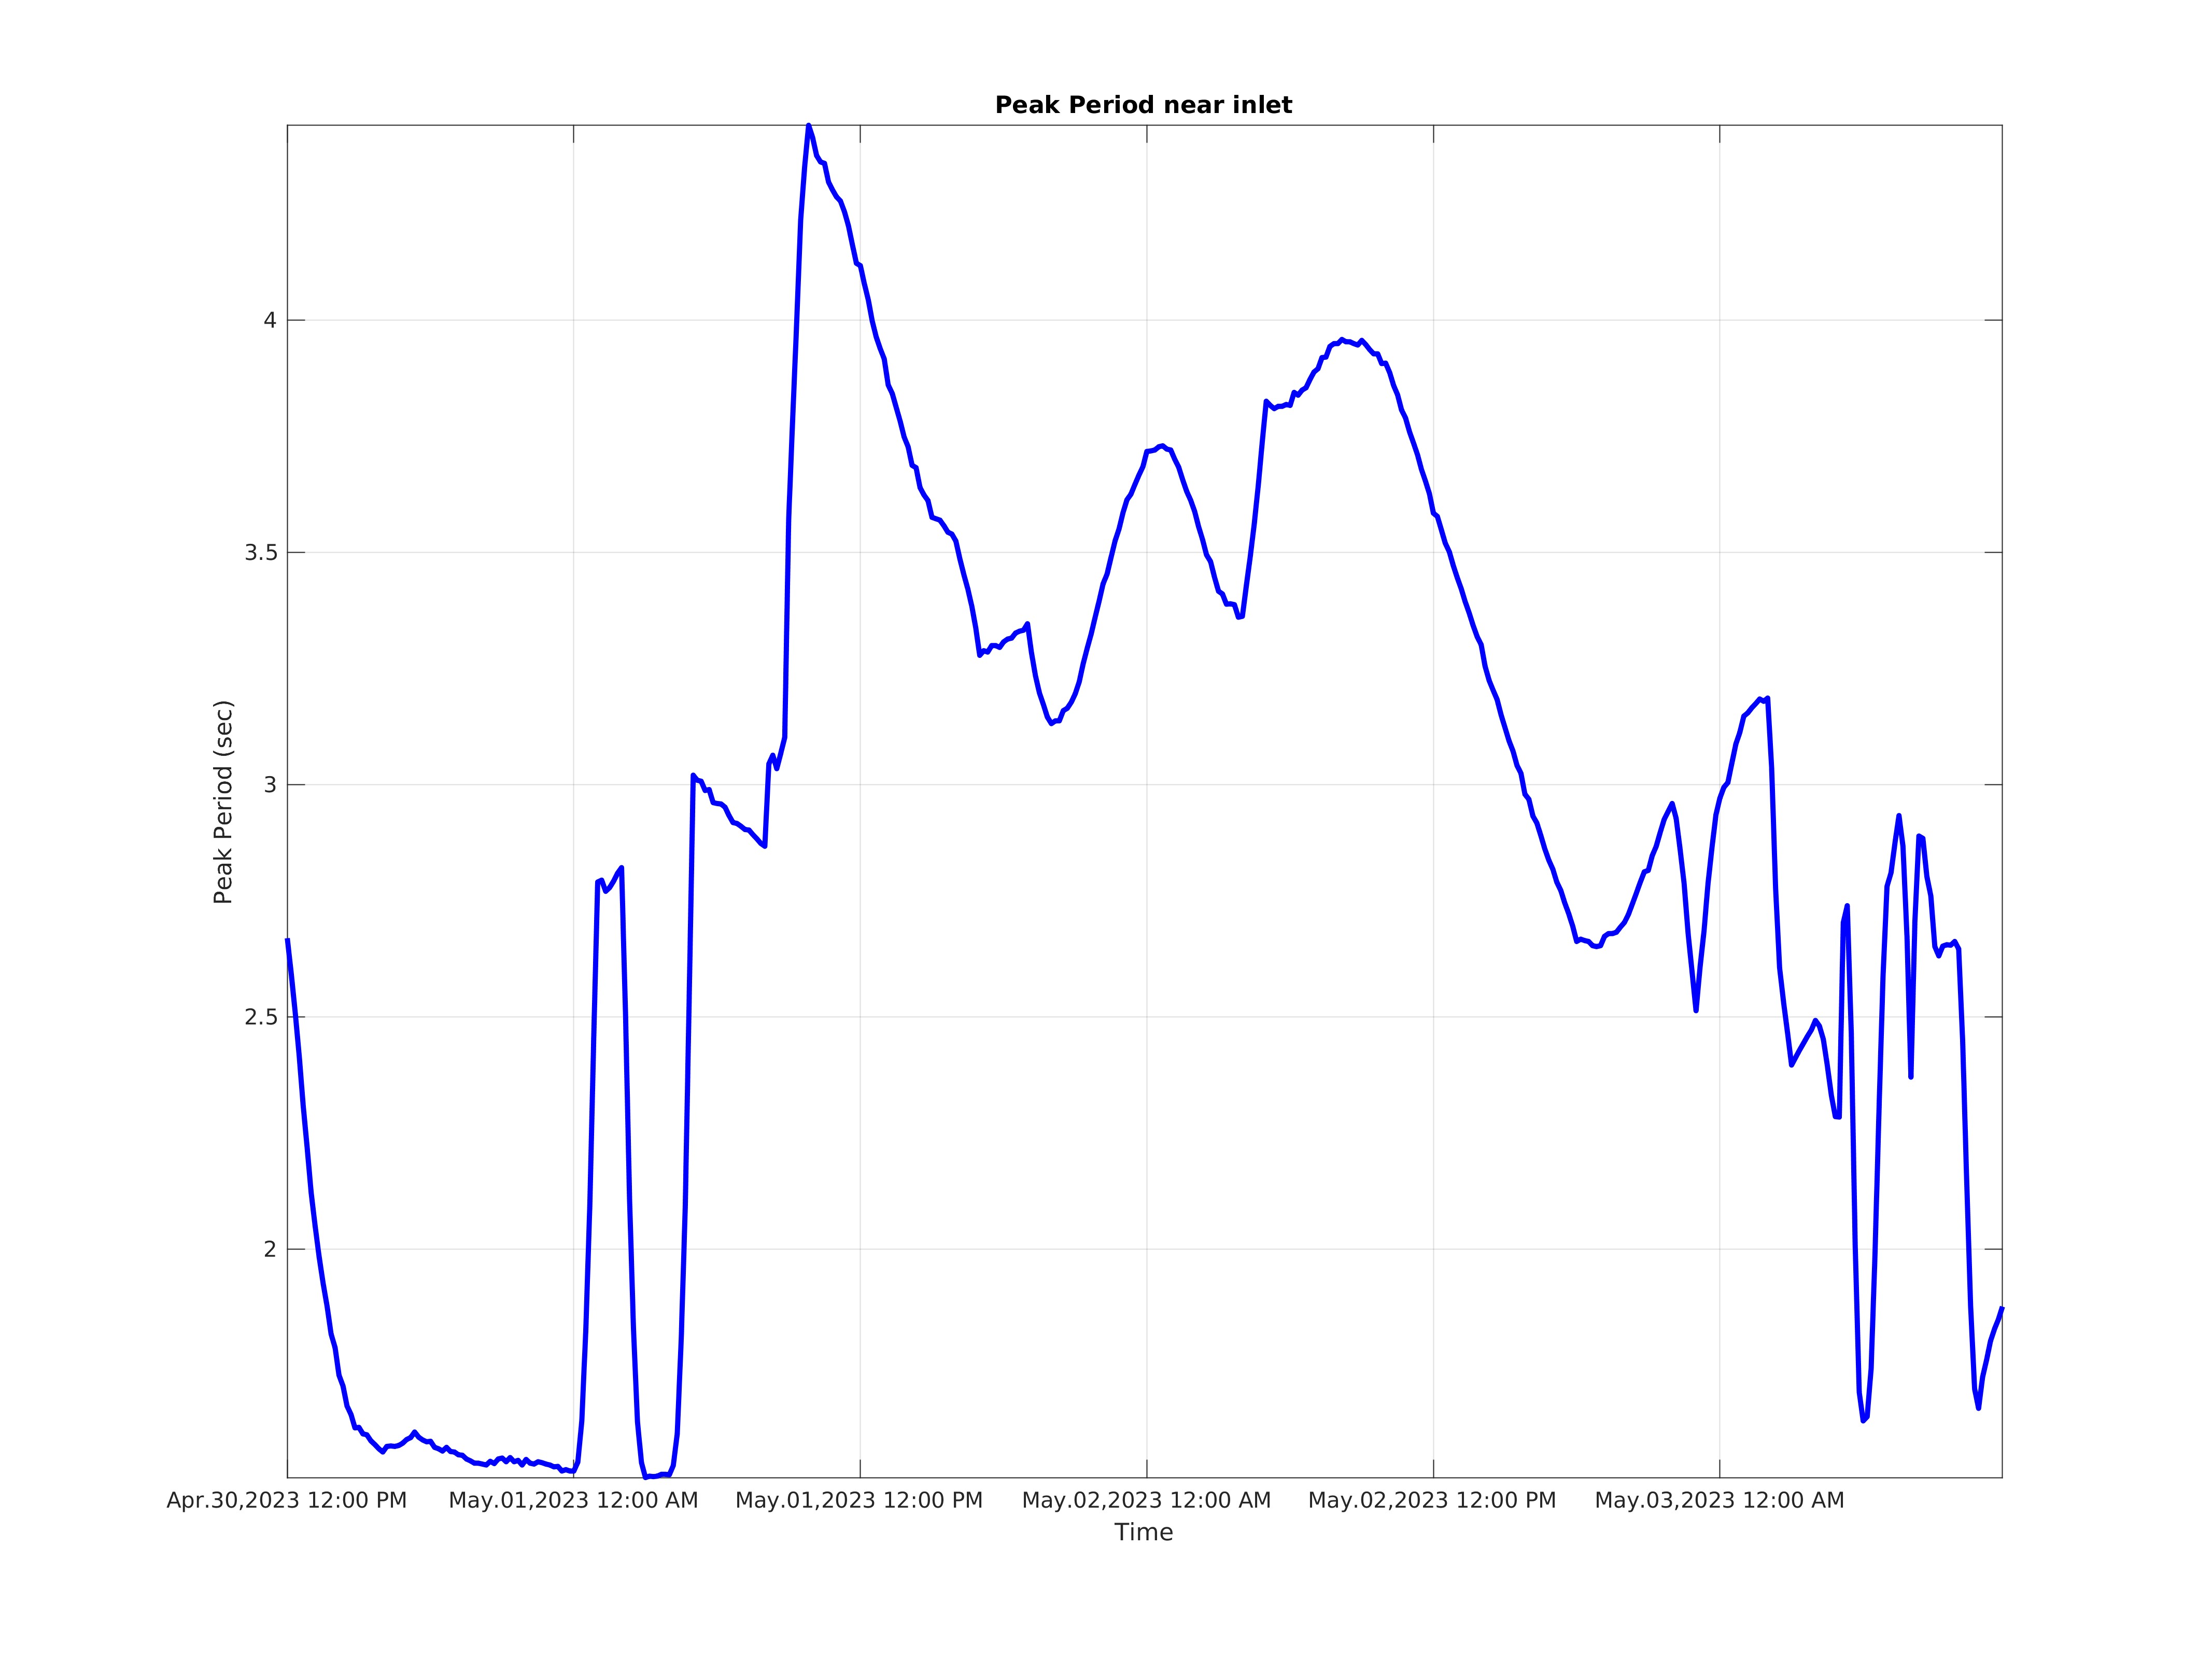 Peak Period near inlet
4
3.5
3
2.5
2
Peak Period (sec)
Apr.30,2023 12:00 PM
May.01,2023 12:00 AM
May.01,2023 12:00 PM
May.02,2023 12:00 AM
May.02,2023 12:00 PM
May.03,2023 12:00 AM
Time